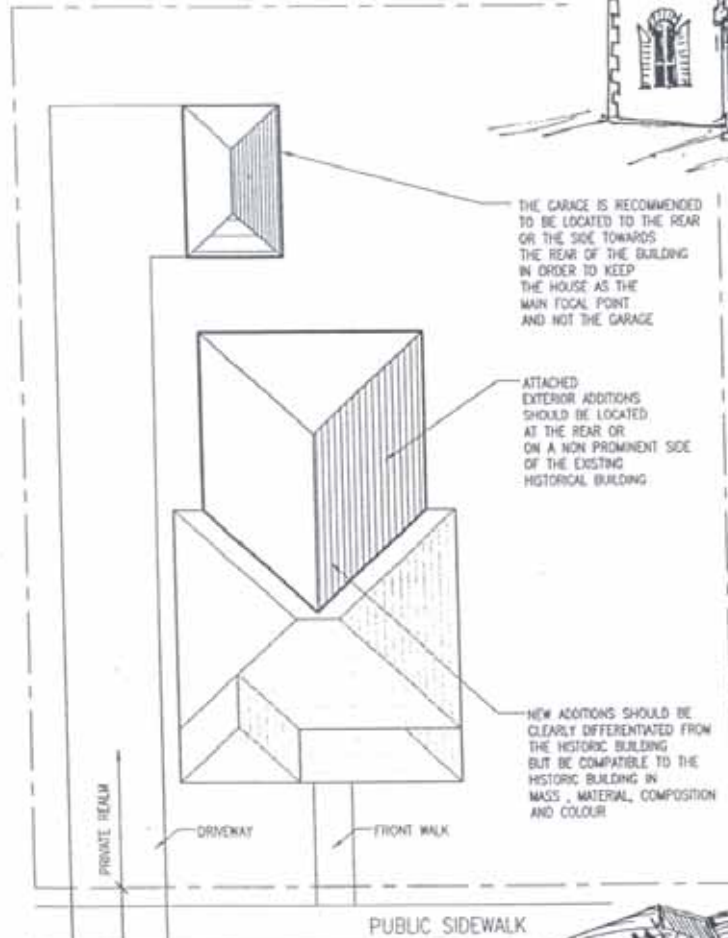 THE GARAGE IS RECOMMENDED
TO BE LOCATED TO THE REAR
OR THE SIDE TOWARDS
THE REAR OF THE BUILDING
IN ORDER TO KEEP
THE HOUSE AS THE
MAIN FOCAL POINT
AND NOT THE GARAGE
ATTACHED
EXTERIOR ADDITIONS
SHOULD BE LOCATED
AT THE REAR OR
ON A NON PROMINENT SIDE
OF THE EXISTING
HISTORICAL BUILDING
NEW ADDITIONS SHOULD BE
CLEARLY DIFFERENTIATED FROM
THE HISTORIC BUILDING
BUT BE COMPATIBLE TO THE
HISTORIC BUILDING IN
MASS , MATERIAL, COMPOSITION
AND COLOUR
PRIVATE REALM
DRIVEWAY
FRONT WALK
PUBLIC SIDEWALK